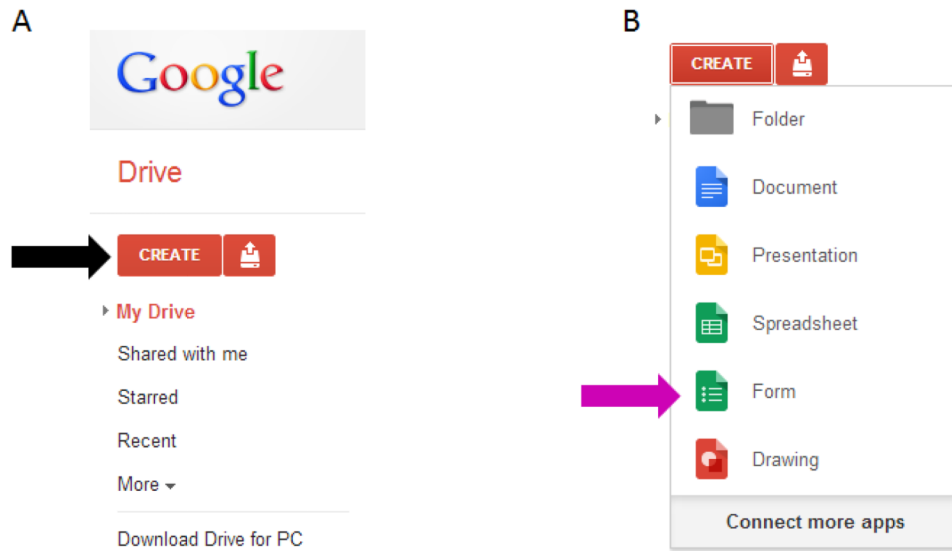 A
Google
Drive
CREATE
My Drive
Shared with me
Starred
Recent
More
Download Drive for PC
B
CREATE
Folder
Document
Presentation
Spreadsheet
Form
Drawing
Connect more apps